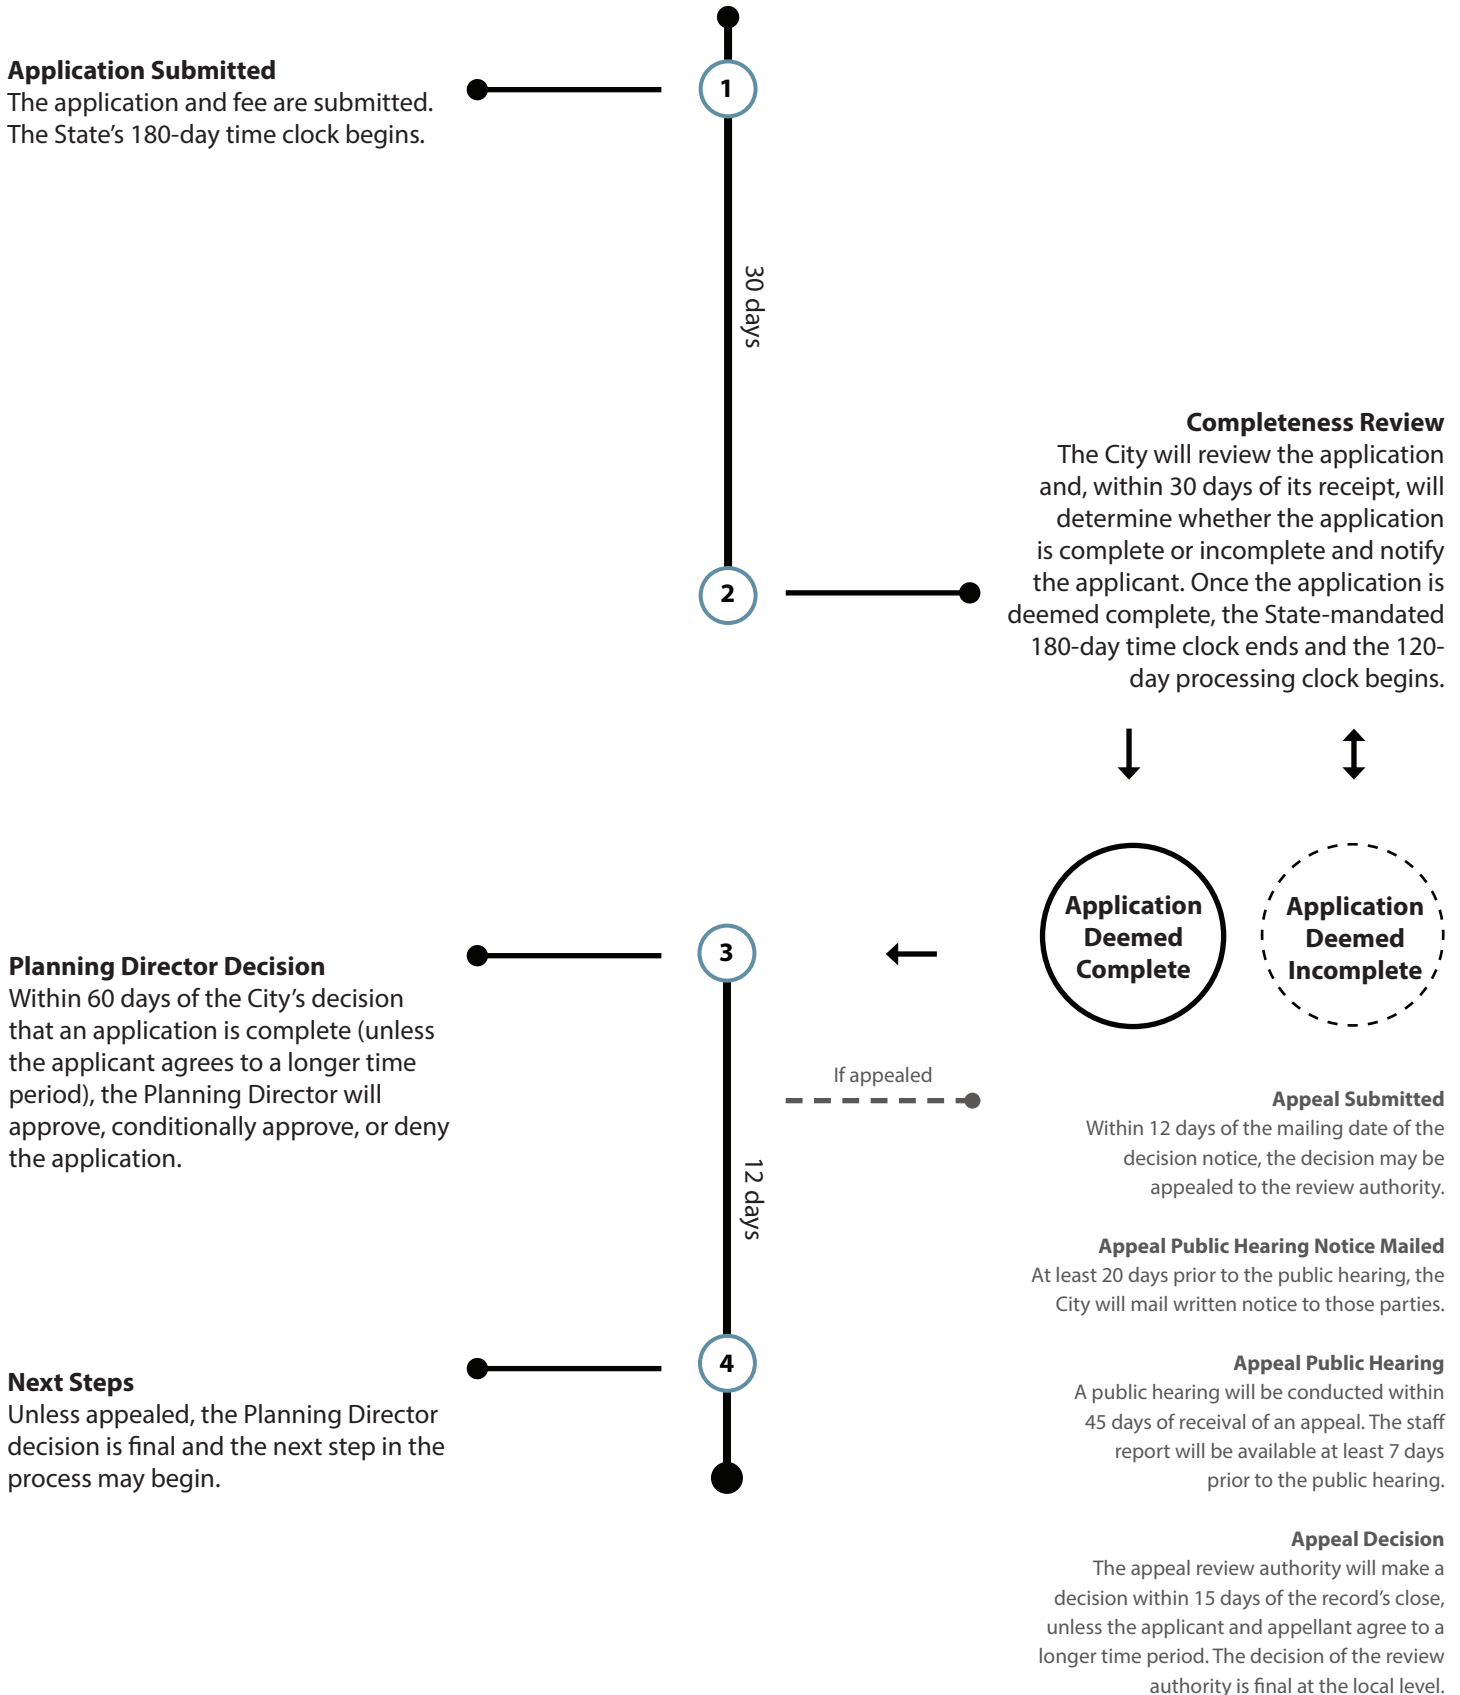 1
Application Submitted
The application and fee are submitted.
The State’s 180-day time clock begins.
30 days
Completeness Review
The City will review the application
and, within 30 days of its receipt, will
determine whether the application
is complete or incomplete and notify
the applicant. Once the application is
deemed complete, the State-mandated
180-day time clock ends and the 120-
day processing clock begins.
2
Application
Deemed
Complete
Application
Deemed
Incomplete
3
Planning Director Decision
Within 60 days of the City’s decision
that an application is complete (unless
the applicant agrees to a longer time
period), the Planning Director will
approve, conditionally approve, or deny
the application.
If appealed
12 days
Appeal Submitted
Within 12 days of the mailing date of the
decision notice, the decision may be
appealed to the review authority.
Appeal Public Hearing Notice Mailed
At least 20 days prior to the public hearing, the
City will mail written notice to those parties.
4
Next Steps
Unless appealed, the Planning Director
decision is final and the next step in the
process may begin.
Appeal Public Hearing
A public hearing will be conducted within
45 days of receival of an appeal. The staff
report will be available at least 7 days
prior to the public hearing.
Appeal Decision
The appeal review authority will make a
decision within 15 days of the record’s close,
unless the applicant and appellant agree to a
longer time period. The decision of the review
authority is final at the local level.